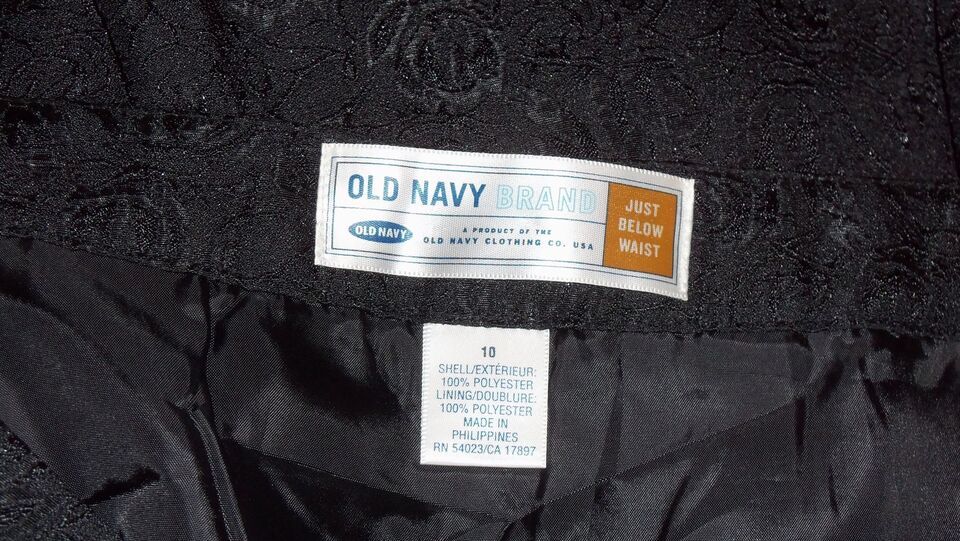 OLD NAVY BRAND
OLD NAVY
A PRODUCT OF THE
OLD NAVY CLOTHING CO. USA
JUST
BELOW
WAIST
10
SHELL/EXTÉRIEUR:
100% POLYESTER
LINING/DOUBLURE:
100% POLYESTER
MADE IN
PHILIPPINES
RN 54023/CA 17897